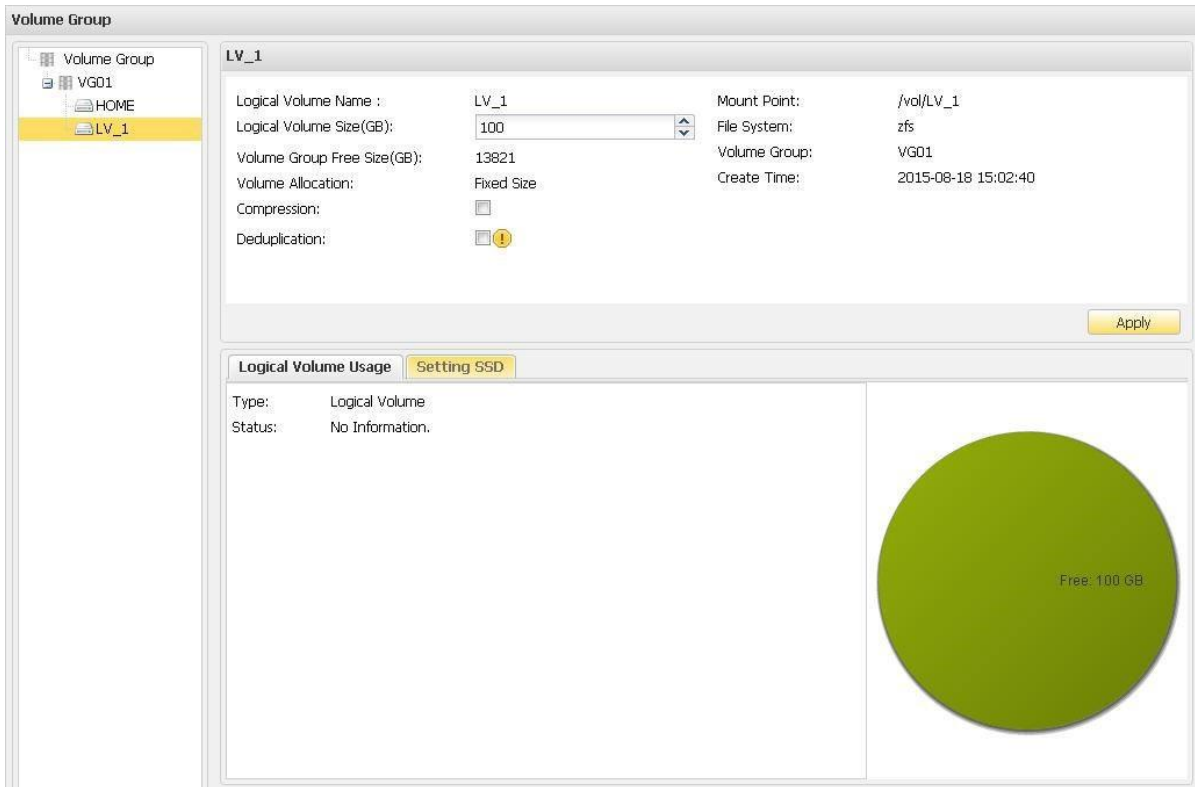 Volume Group
Volume Group
VG01
HOME
LV_1
LV_1
Logical Volume Name : LV_1
Logical Volume Size(GB): 100
Volume Group Free Size(GB): 13821
Volume Allocation: Fixed Size
Compression:
Deduplication:
Mount Point: /vol/LV_1
File System: zfs
Volume Group: VG01
Create Time: 2015-08-18 15:02:40
Apply
Logical Volume Usage Setting SSD
Type: Logical Volume
Status: No Information.
Free: 100 GB